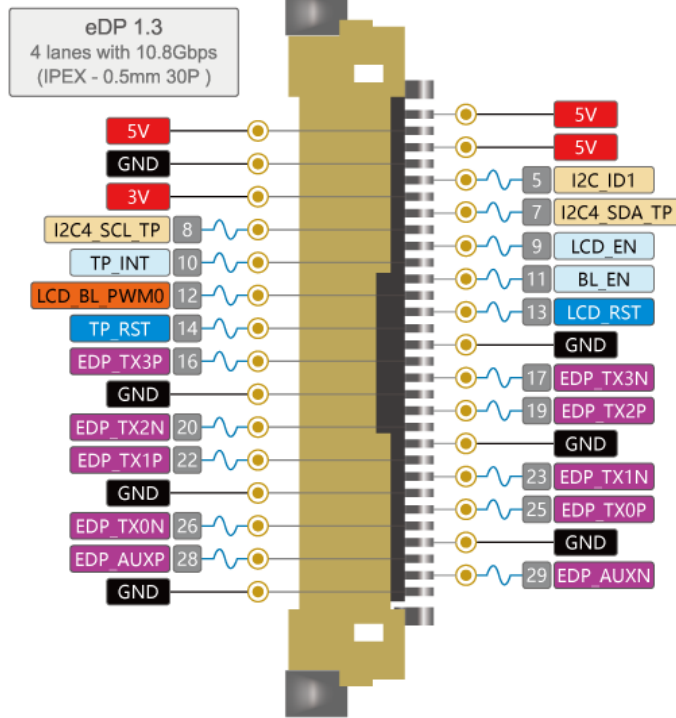 eDP 1.3
4 lanes with 10.8Gbps
(IPEX - 0.5mm 30P )
5V
GND
3V
I2C4_SCL_TP 8
TP_INT 10
LCD_BL_PWM0 12
TP_RST 14
EDP_TX3P 16
GND
EDP_TX2N 20
EDP_TX1P 22
GND
EDP_TX0N 26
EDP_AUXP 28
GND
5V
5V
5 I2C_ID1
7 I2C4_SDA_TP
9 LCD_EN
11 BL_EN
13 LCD_RST
GND
17 EDP_TX3N
19 EDP_TX2P
GND
23 EDP_TX1N
25 EDP_TX0P
GND
29 EDP_AUXN